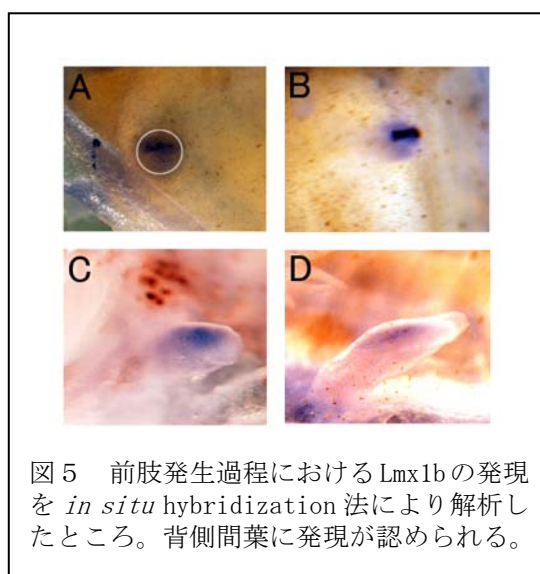 A
B
C
D
図５　前肢発生過程におけるLmx1bの発現
を in situ hybridization 法により解析し
たところ。背側間葉に発現が認められる。